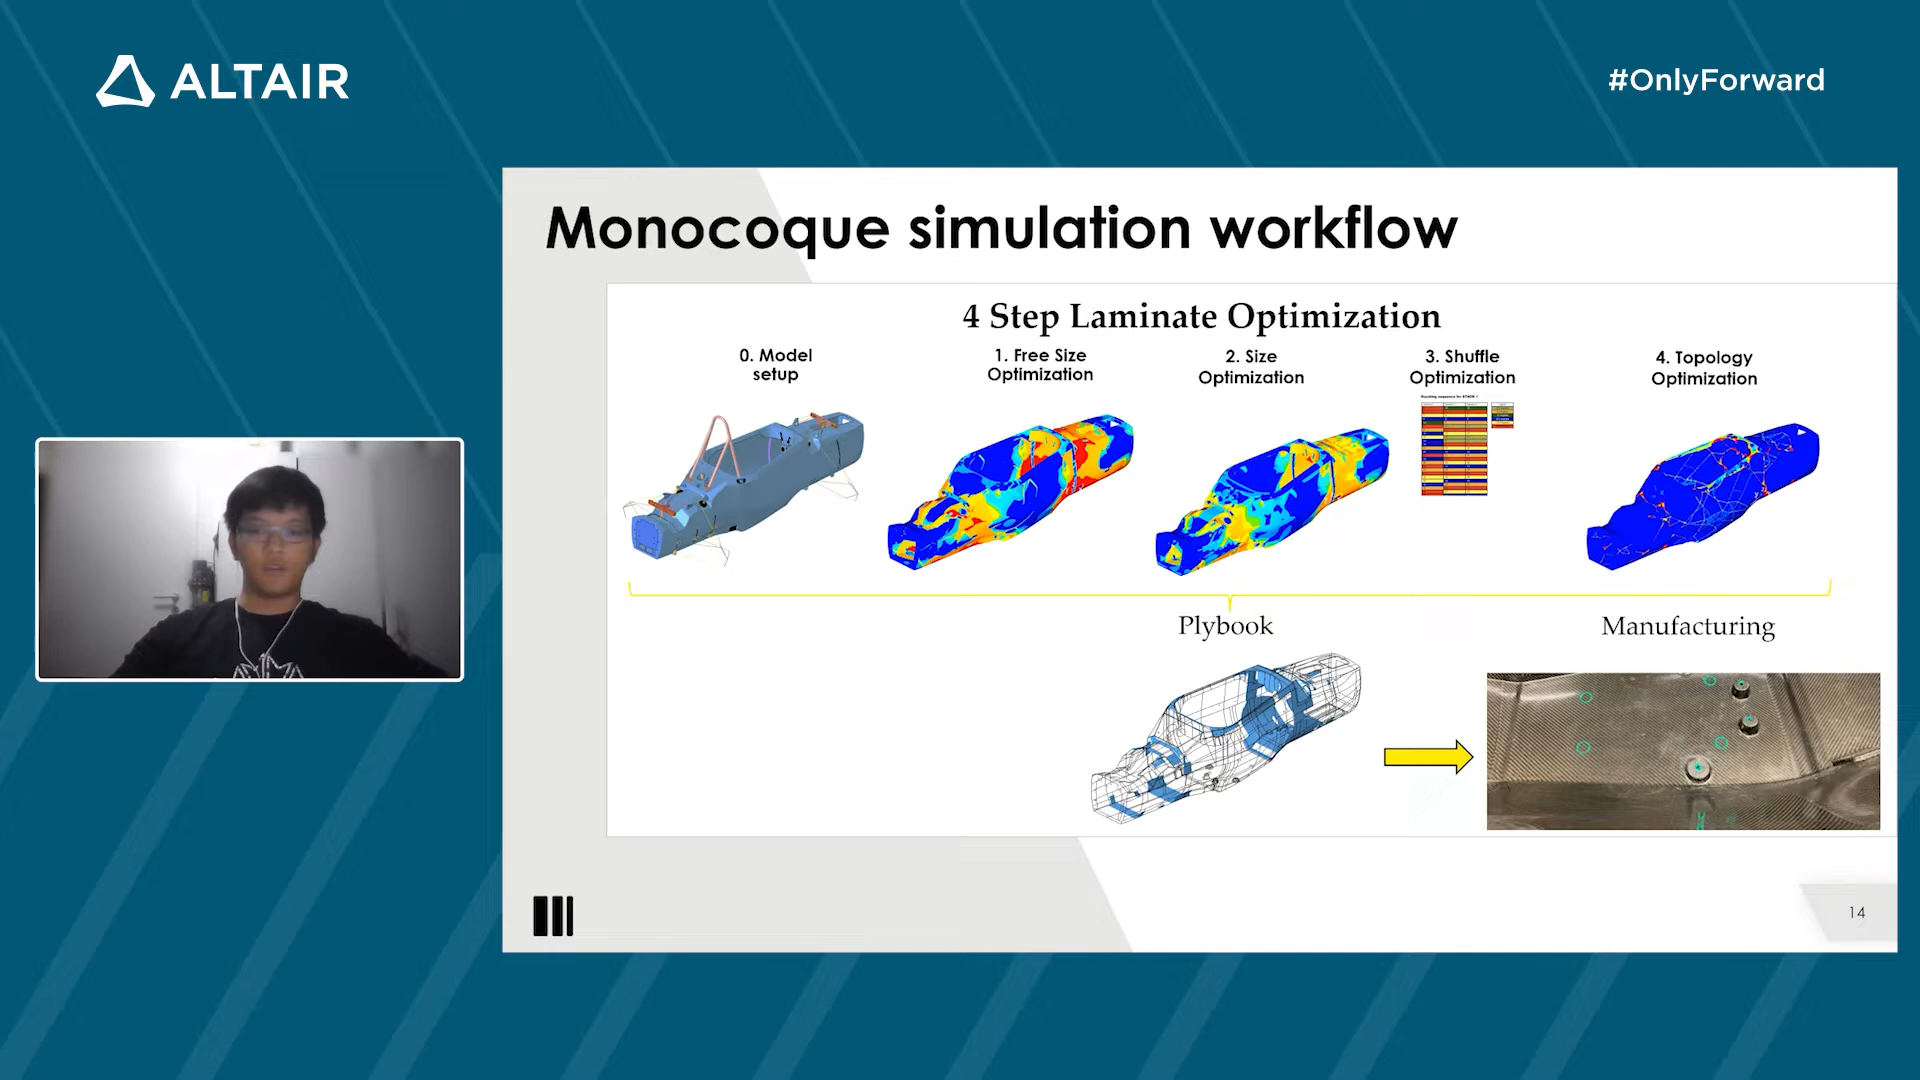 ALTAIR
#OnlyForward
Monocoque simulation workflow
4 Step Laminate Optimization
0. Model
setup
1. Free Size
Optimization
2. Size
Optimization
3. Shuffle
Optimization
4. Topology
Optimization
Plybook
Manufacturing
14